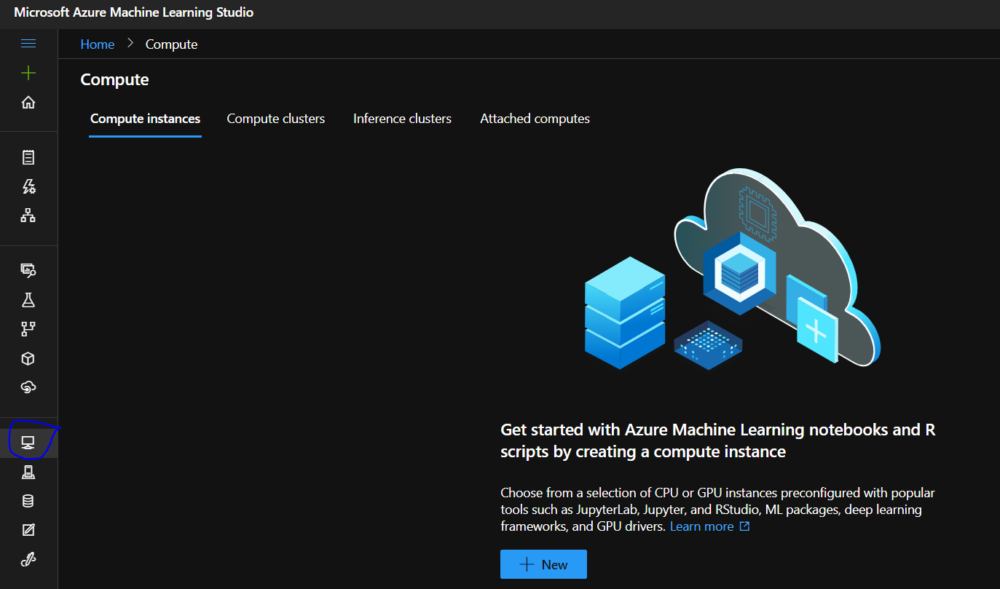 Microsoft Azure Machine Learning Studio
Home > Compute
Compute
Compute instances Compute clusters Inference clusters Attached computes
Get started with Azure Machine Learning notebooks and R
scripts by creating a compute instance
Choose from a selection of CPU or GPU instances preconfigured with popular
tools such as JupyterLab, Jupyter, and RStudio, ML packages, deep learning
frameworks, and GPU drivers. Learn more
+ New